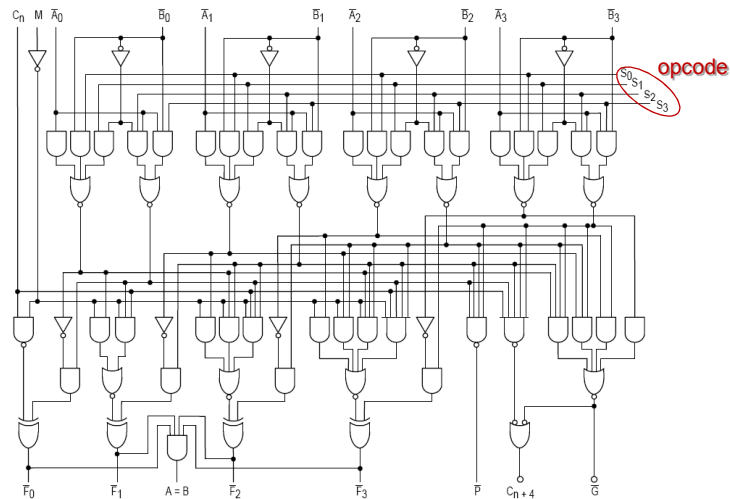 Cₙ M A̅₀ B̅₀ A̅₁ B̅₁ A̅₂ B̅₂ A̅₃ B̅₃
opcode
S₀
S₁
S₂
S₃
F̅₀ F̅₁ A = B F̅₂ F̅₃ P̅ Cₙ₊₄ G̅